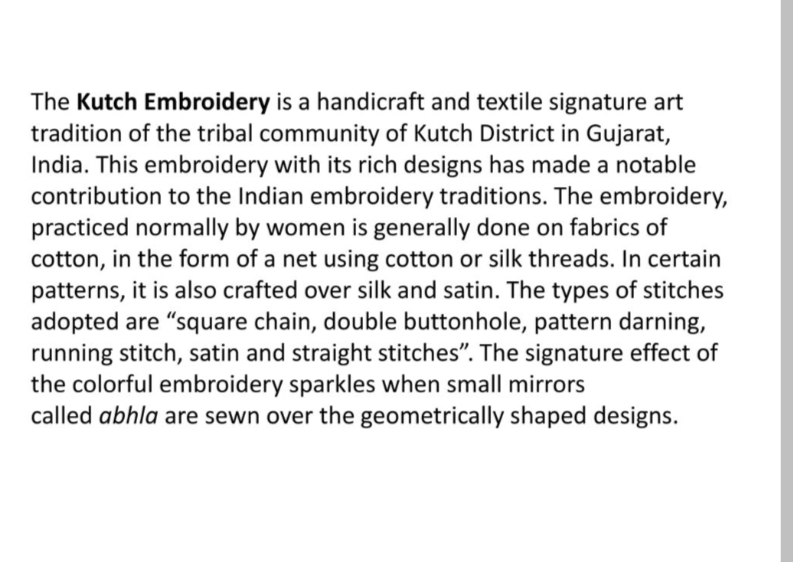 The Kutch Embroidery is a handicraft and textile signature art
tradition of the tribal community of Kutch District in Gujarat,
India. This embroidery with its rich designs has made a notable
contribution to the Indian embroidery traditions. The embroidery,
practiced normally by women is generally done on fabrics of
cotton, in the form of a net using cotton or silk threads. In certain
patterns, it is also crafted over silk and satin. The types of stitches
adopted are “square chain, double buttonhole, pattern darning,
running stitch, satin and straight stitches”. The signature effect of
the colorful embroidery sparkles when small mirrors
called abhla are sewn over the geometrically shaped designs.